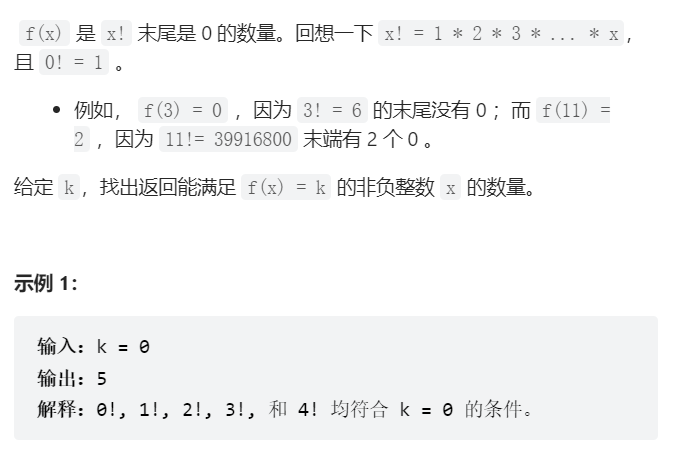 f(x) 是 x! 末尾是 0 的数量。回想一下 x! = 1 * 2 * 3 * ... * x，
且 0! = 1 。
• 例如， f(3) = 0 ，因为 3! = 6 的末尾没有 0 ；而 f(11) =
2 ，因为 11!= 39916800 末端有 2 个 0 。
给定 k，找出返回能满足 f(x) = k 的非负整数 x 的数量。
示例 1：
输入：k = 0
输出：5
解释：0!, 1!, 2!, 3!, 和 4! 均符合 k = 0 的条件。